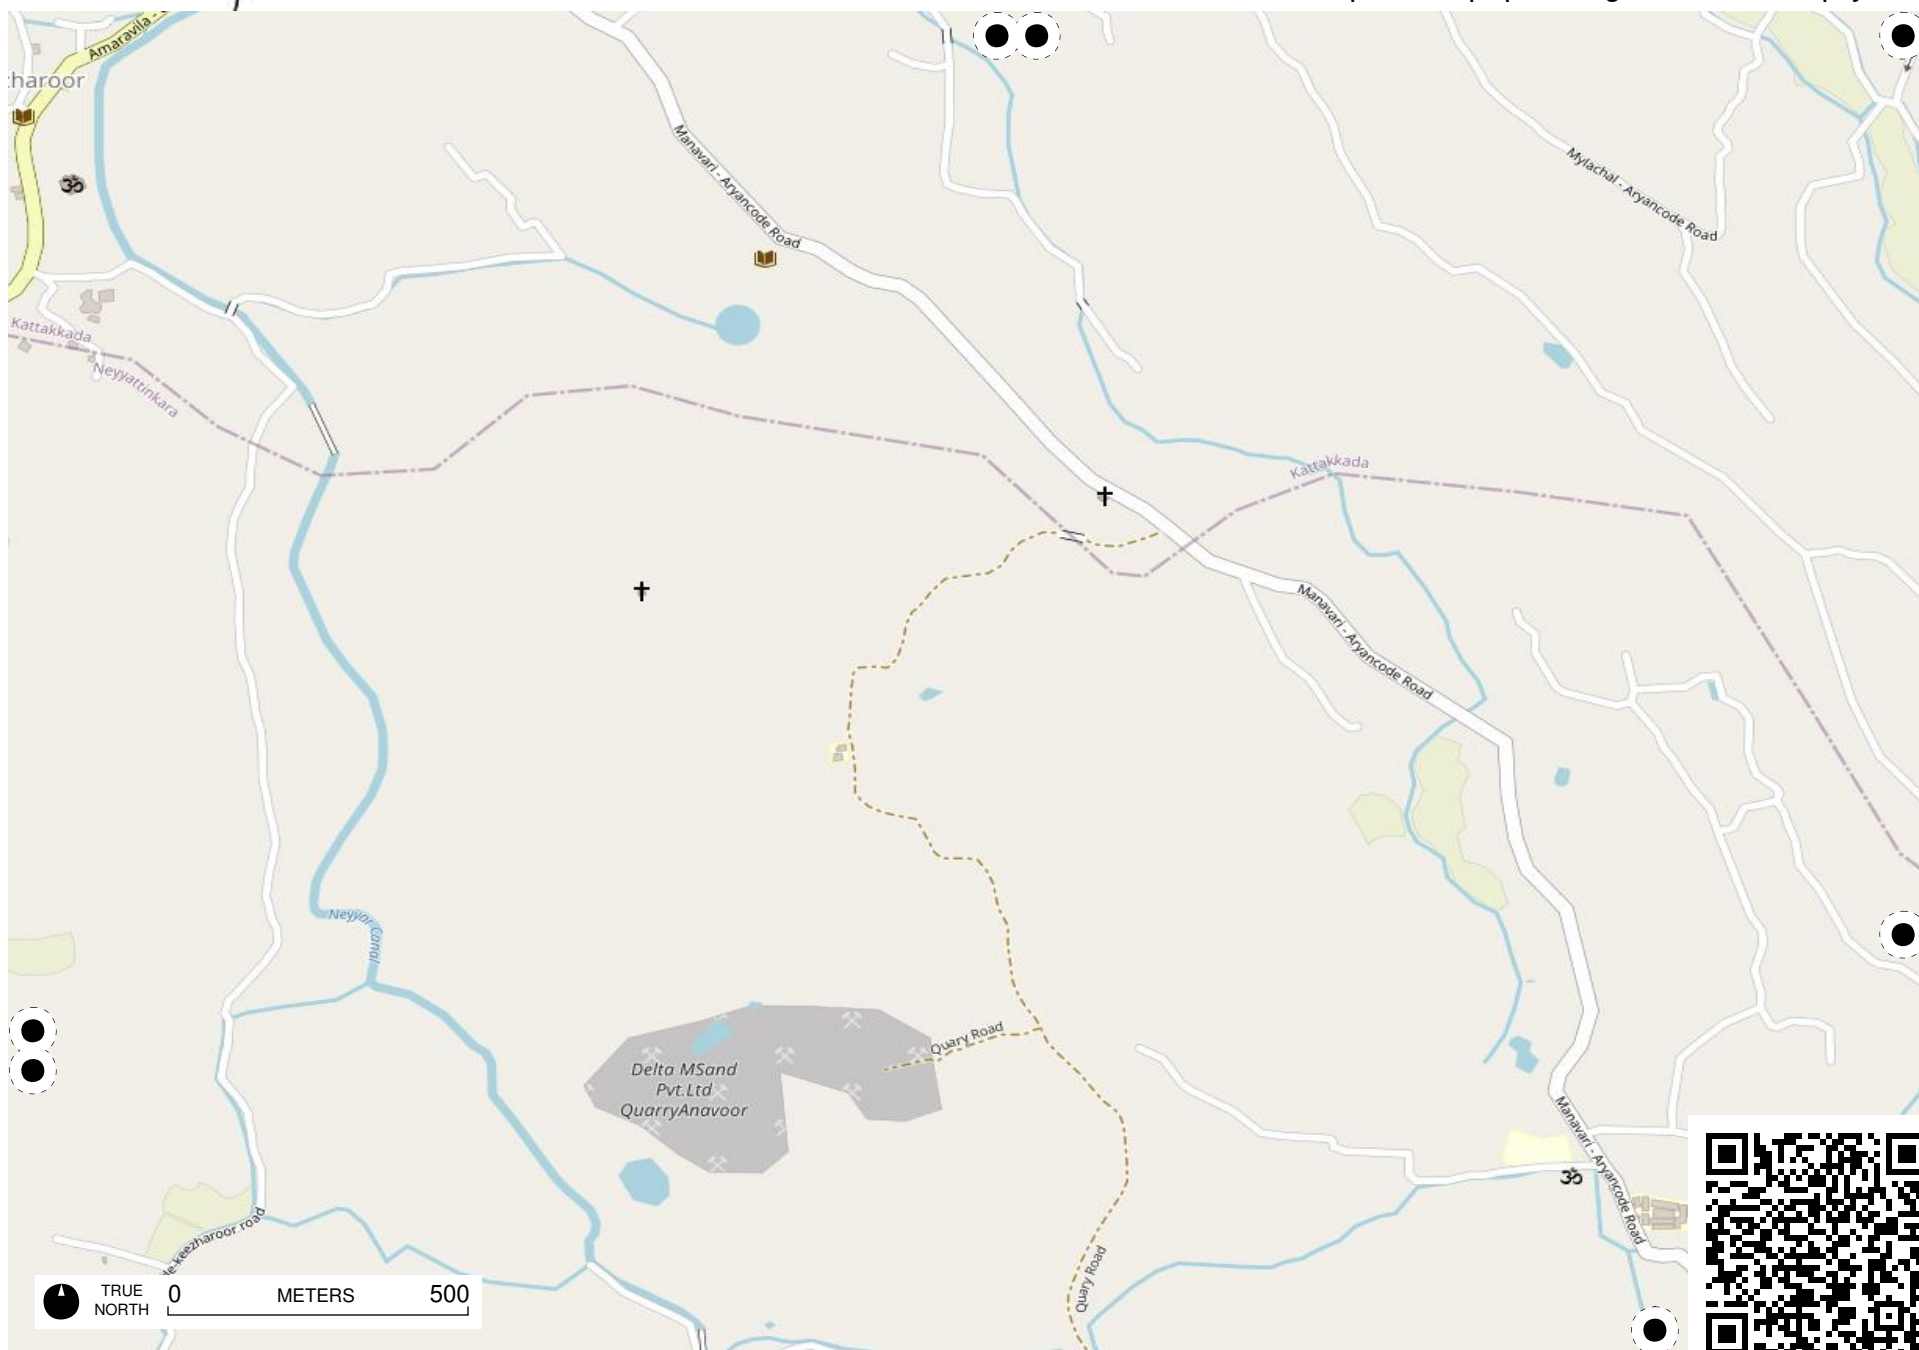 Amaravila -
haroor
Manavari - Aryancode Road
Mylachal - Aryancode Road
Kattakkada
Neyyattinkara
Kattakkada
Manavari - Aryancode Road
Neyyar Canal
Quary Road
Delta MSand
Pvt.Ltd
QuarryAnavoor
Manavari - Aryancode Road
ॐ
ॐ
-keezharoor road
Quary Road
TRUE
NORTH
0 METERS 500